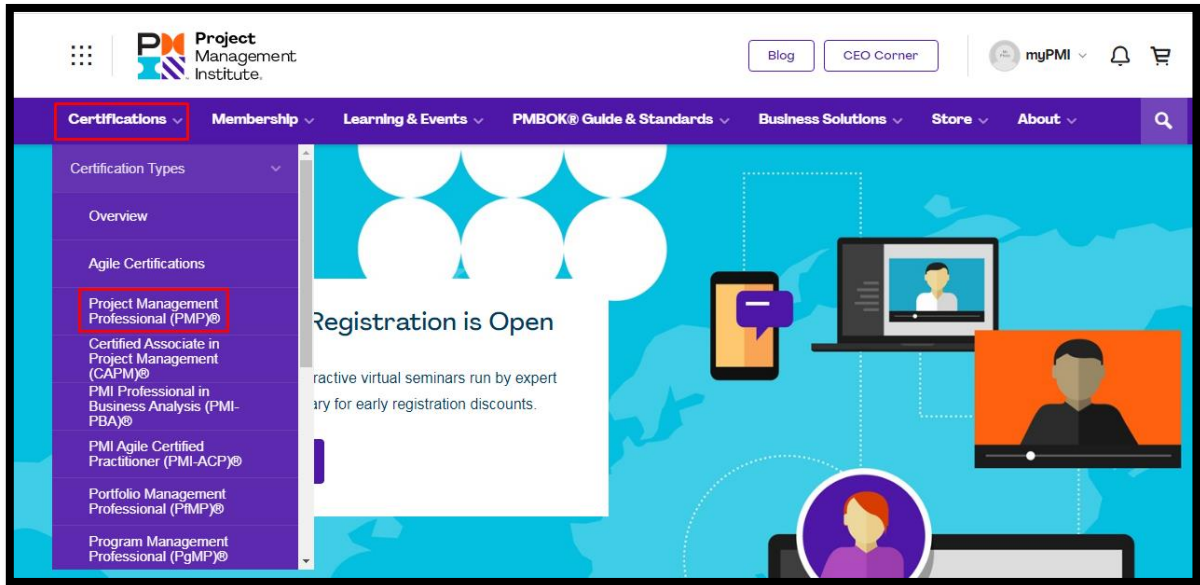 Project
Management
Institute.
Blog
CEO Corner
myPMI
Certifications
Membership
Learning & Events
PMBOK® Guide & Standards
Business Solutions
Store
About
Certification Types
Overview
Agile Certifications
Project Management
Professional (PMP)®
Certified Associate in
Project Management
(CAPM)®
PMI Professional in
Business Analysis (PMI-
PBA)®
PMI Agile Certified
Practitioner (PMI-ACP)®
Portfolio Management
Professional (PfMP)®
Program Management
Professional (PgMP)®
Registration is Open
ractive virtual seminars run by expert
ary for early registration discounts.